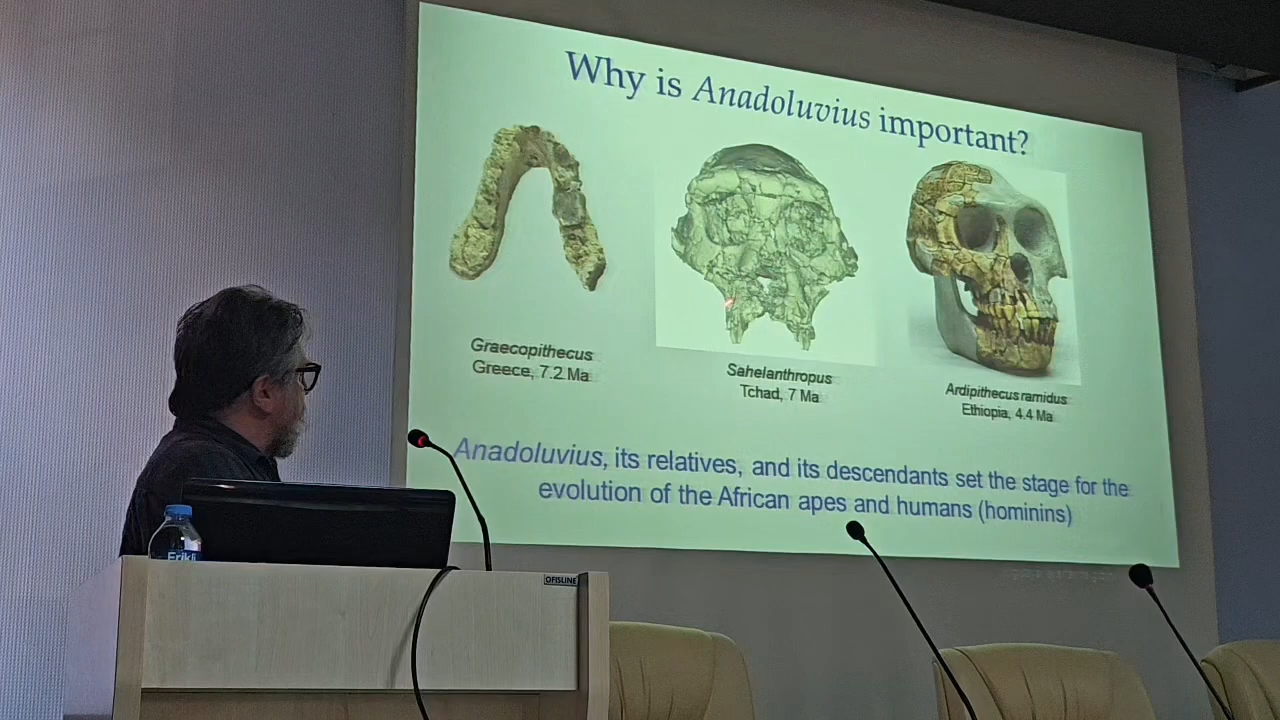 Why is Anadoluvius important?
Graecopithecus
Greece, 7.2 Ma
Sahelanthropus
Tchad, 7 Ma
Ardipithecus ramidus
Ethiopia, 4.4 Ma
Anadoluvius, its relatives, and its descendants set the stage for the
evolution of the African apes and humans (hominins)
Erikli
OFISLINE